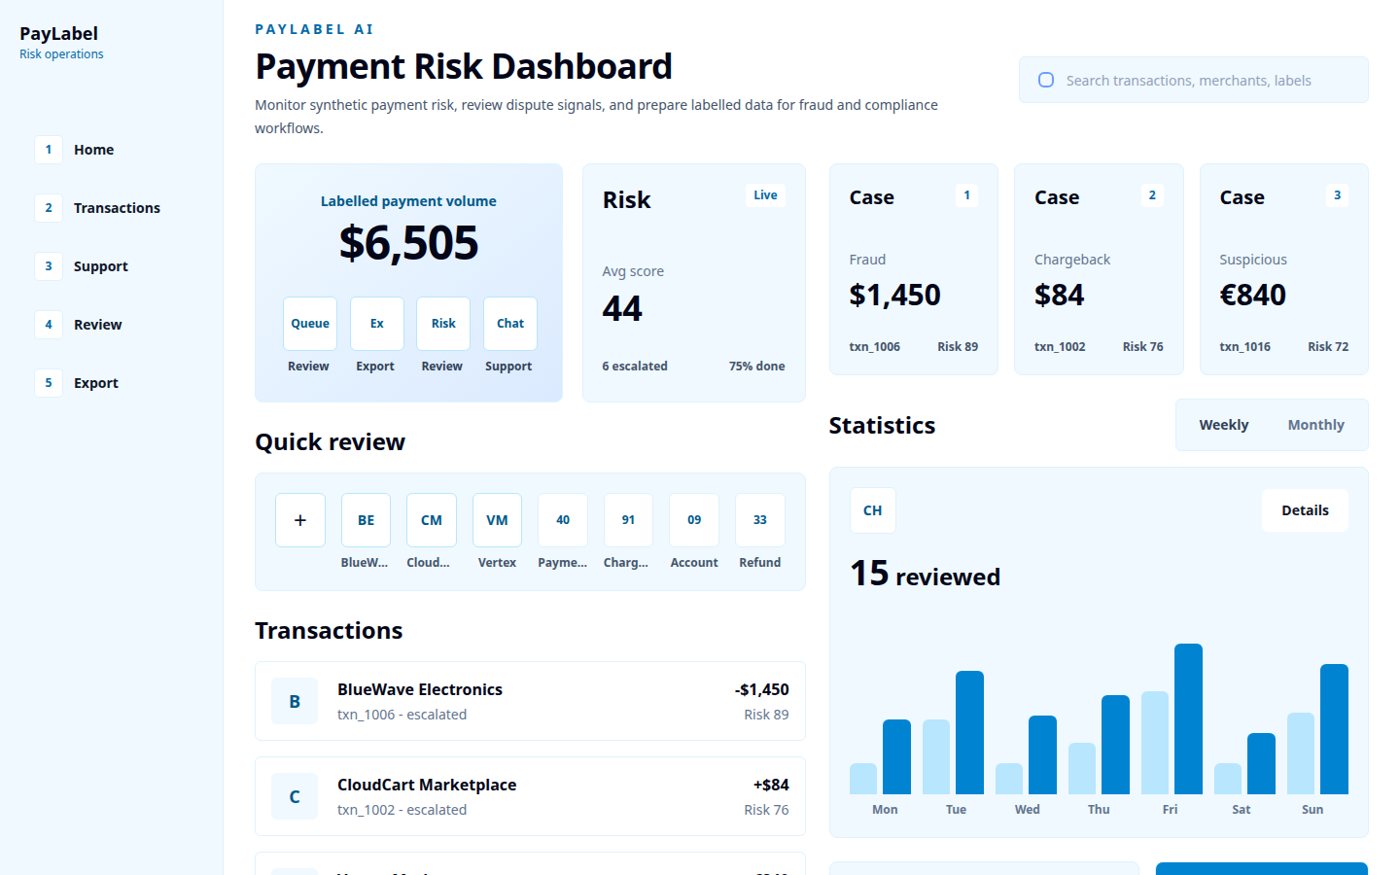 PayLabel
Risk operations
1 Home
2 Transactions
3 Support
4 Review
5 Export
PAYLABEL AI
Payment Risk Dashboard
Monitor synthetic payment risk, review dispute signals, and prepare labelled data for fraud and compliance
workflows.
Search transactions, merchants, labels
Labelled payment volume
$6,505
Queue Ex Risk Chat
Review Export Review Support
Risk Live
Avg score
44
6 escalated 75% done
Case 1
Fraud
$1,450
txn_1006 Risk 89
Case 2
Chargeback
$84
txn_1002 Risk 76
Case 3
Suspicious
€840
txn_1016 Risk 72
Quick review
+ BE CM VM 40 91 09 33
BlueW... Cloud... Vertex Payme... Charg... Account Refund
Transactions
B BlueWave Electronics -$1,450
txn_1006 - escalated Risk 89
C CloudCart Marketplace +$84
txn_1002 - escalated Risk 76
Statistics
Weekly Monthly
CH Details
15 reviewed
Mon Tue Wed Thu Fri Sat Sun